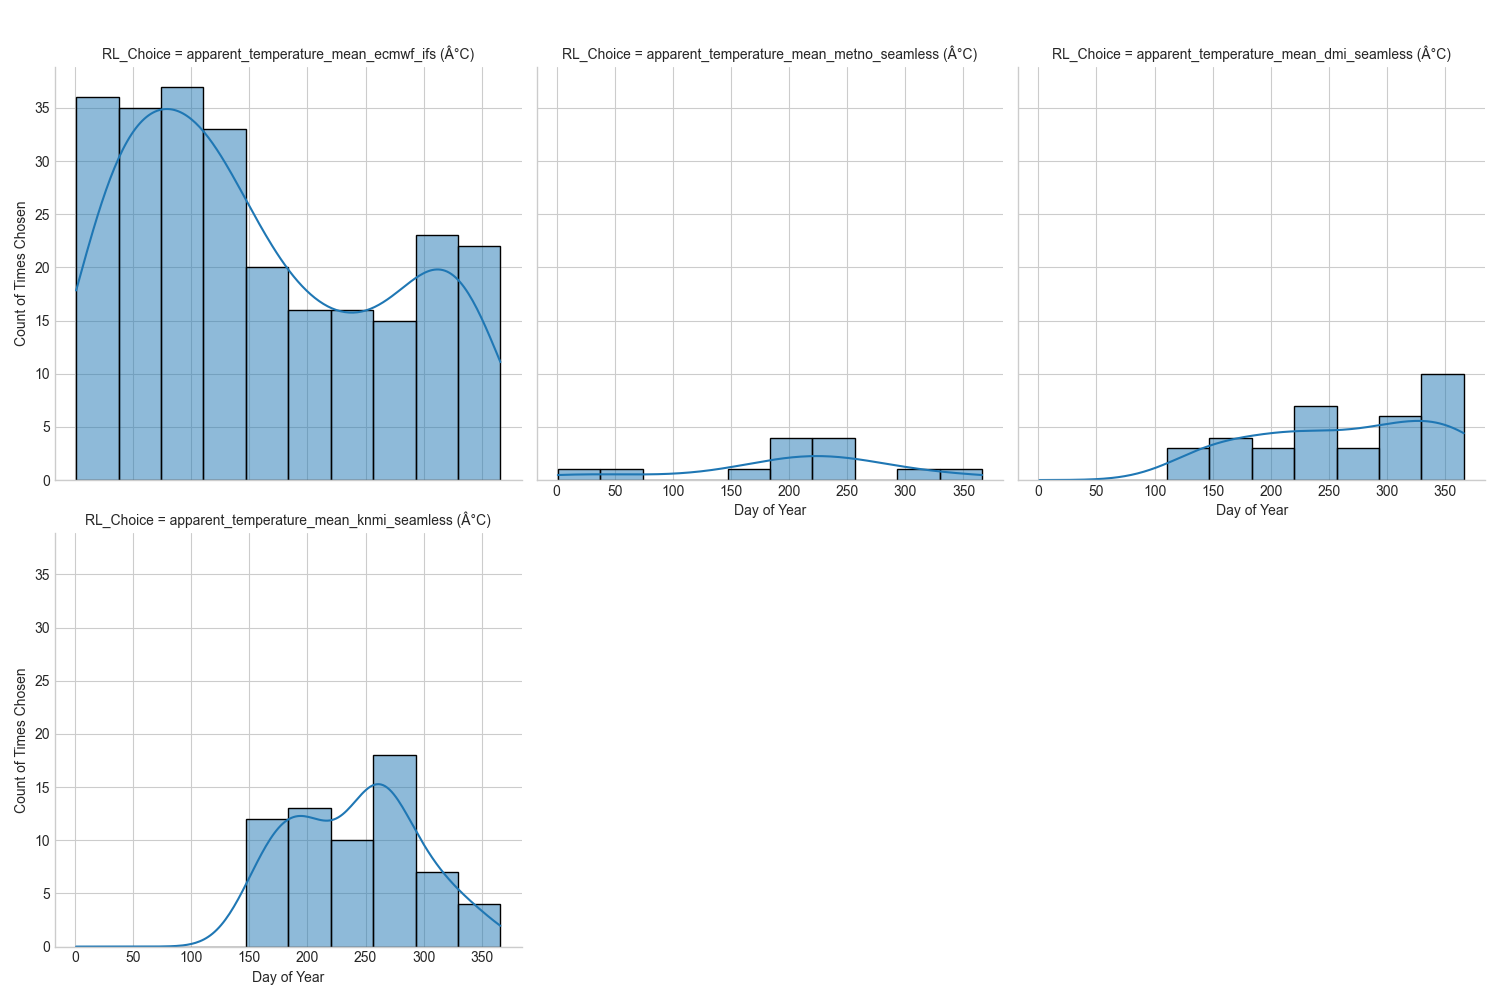 RL_Choice = apparent_temperature_mean_ecmwf_ifs (Â°C)
RL_Choice = apparent_temperature_mean_metno_seamless (Â°C)
RL_Choice = apparent_temperature_mean_dmi_seamless (Â°C)
Count of Times Chosen
35
30
25
20
15
10
5
0
0 50 100 150 200 250 300 350
Day of Year
0 50 100 150 200 250 300 350
Day of Year
RL_Choice = apparent_temperature_mean_knmi_seamless (Â°C)
Count of Times Chosen
35
30
25
20
15
10
5
0
0 50 100 150 200 250 300 350
Day of Year